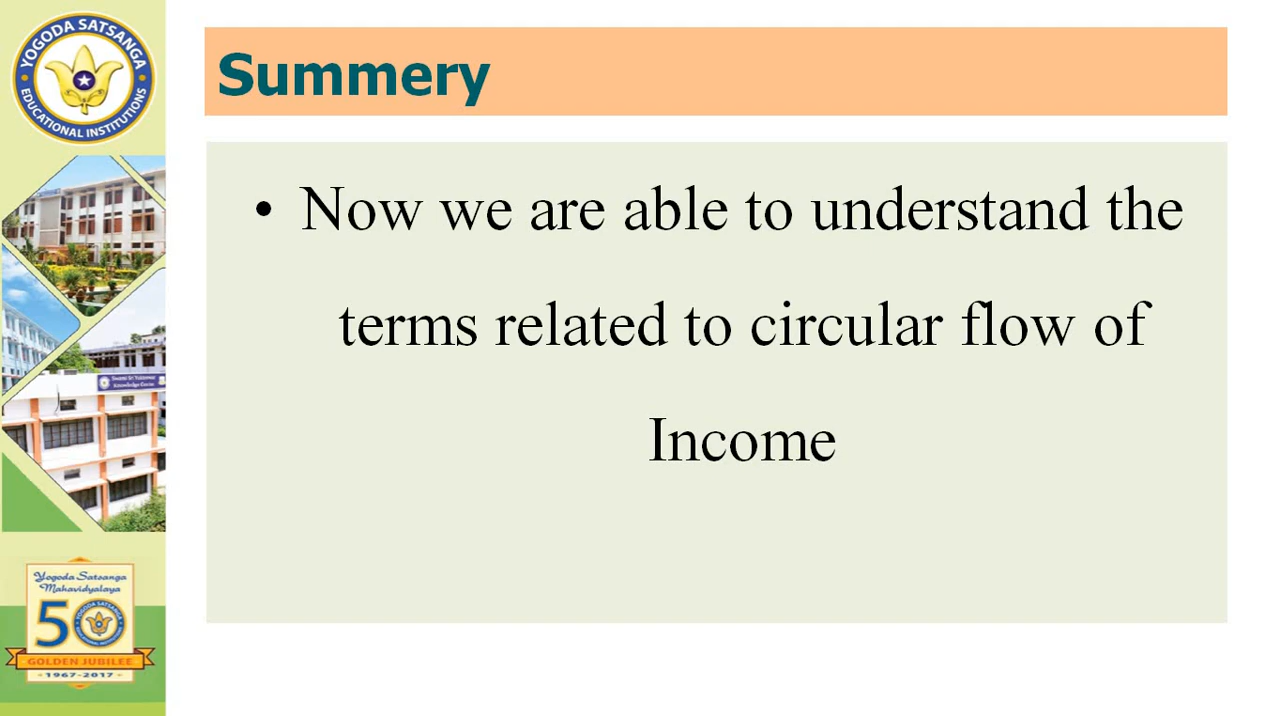 YOGODA SATSANGA
EDUCATIONAL INSTITUTIONS
Summery
• Now we are able to understand the
terms related to circular flow of
Income
Yogoda Satsanga
Mahavidyalaya
50
GOLDEN JUBILEE
1967-2017